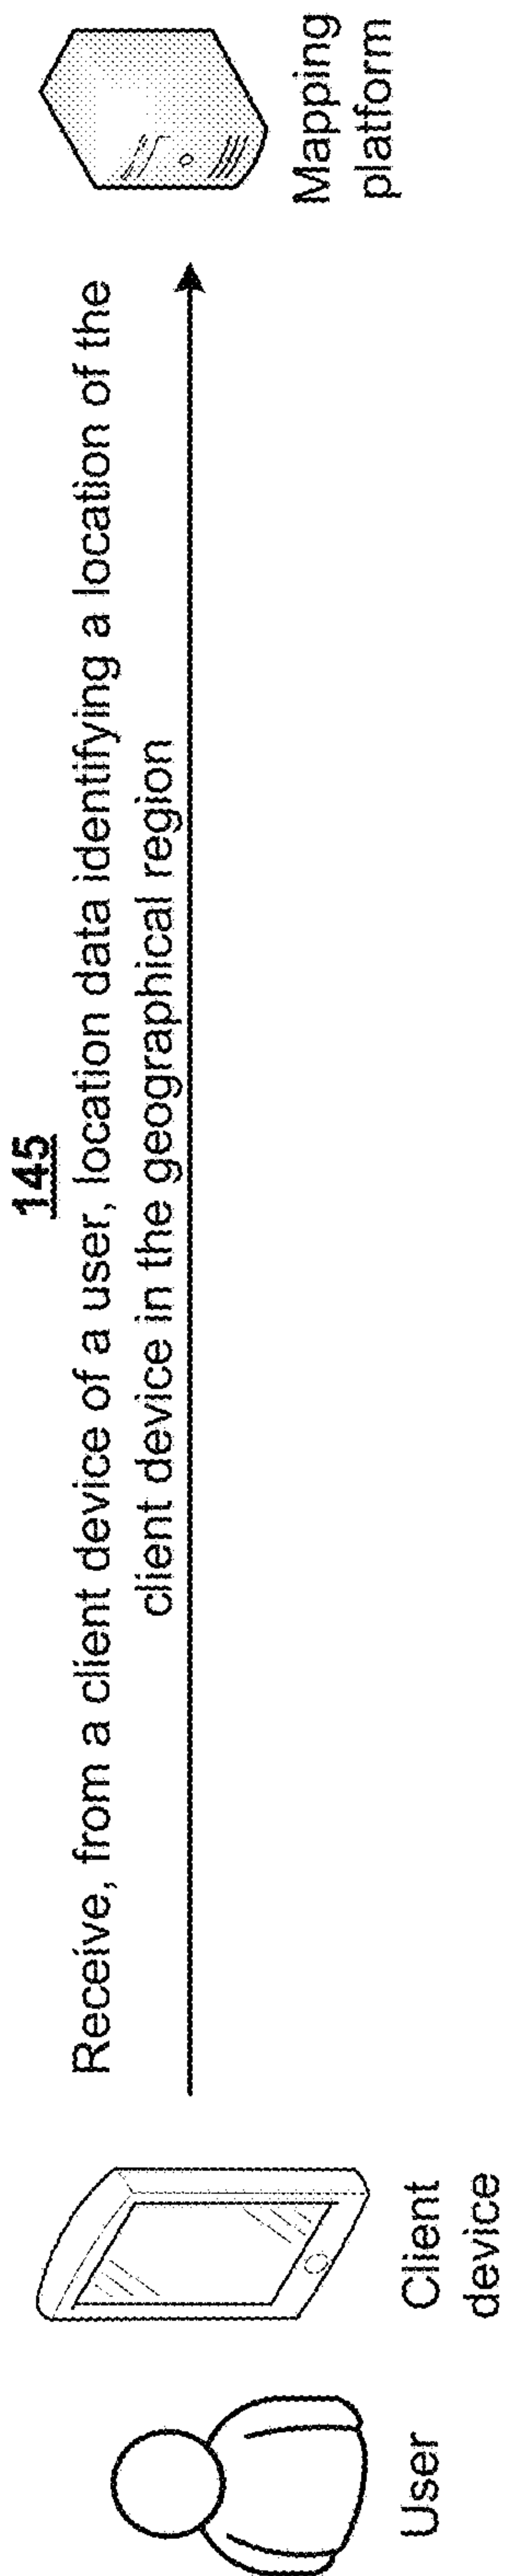 145
Receive, from a client device of a user, location data identifying a location of the
client device in the geographical region
User
Client
device
Mapping
platform